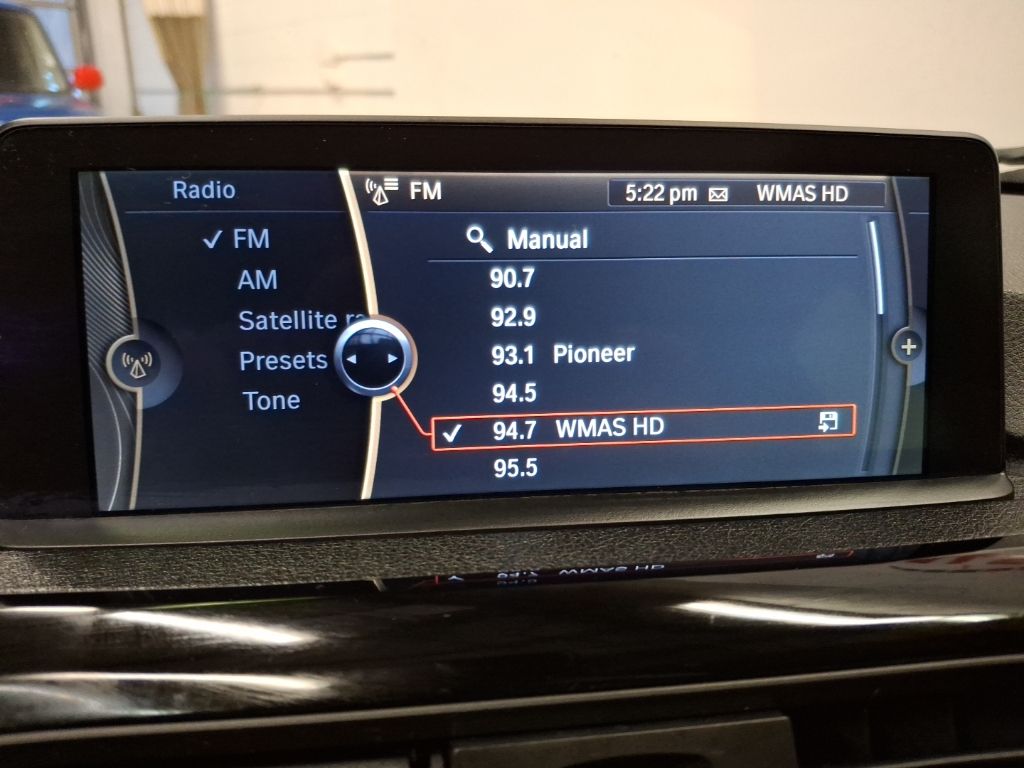 Radio
FM
AM
Satellite ra
Presets
Tone
FM
5:22 pm WMAS HD
Manual
90.7
92.9
93.1 Pioneer
94.5
94.7 WMAS HD
95.5